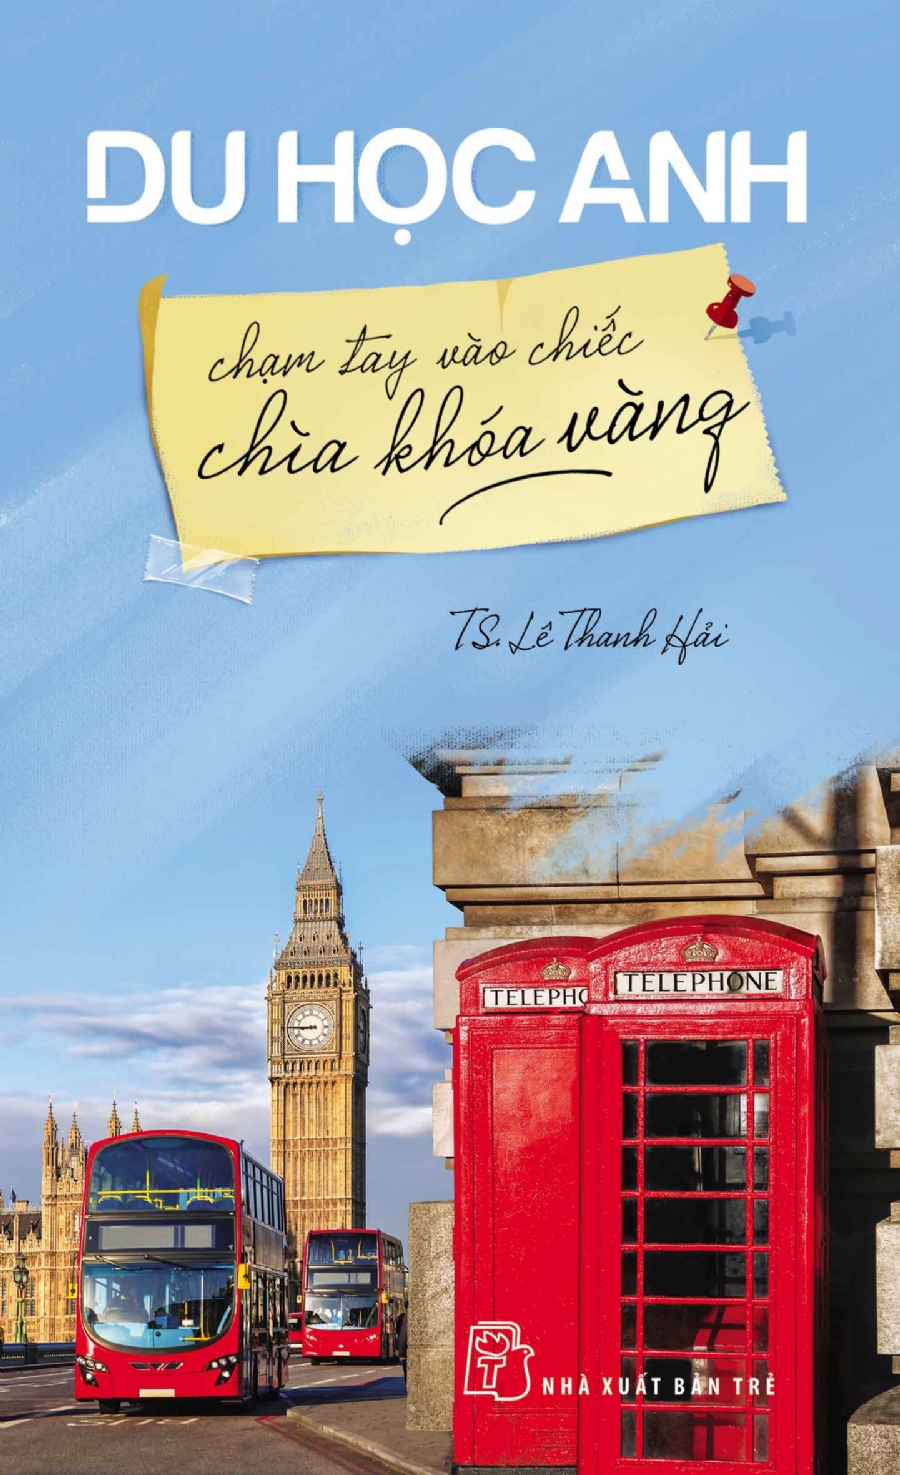 DU HỌC ANH
chạm tay vào chiếc
chìa khóa vàng
TS. Lê Thanh Hải
TELEPHO
TELEPHONE
T
NHÀ XUẤT BẢN TRẺ